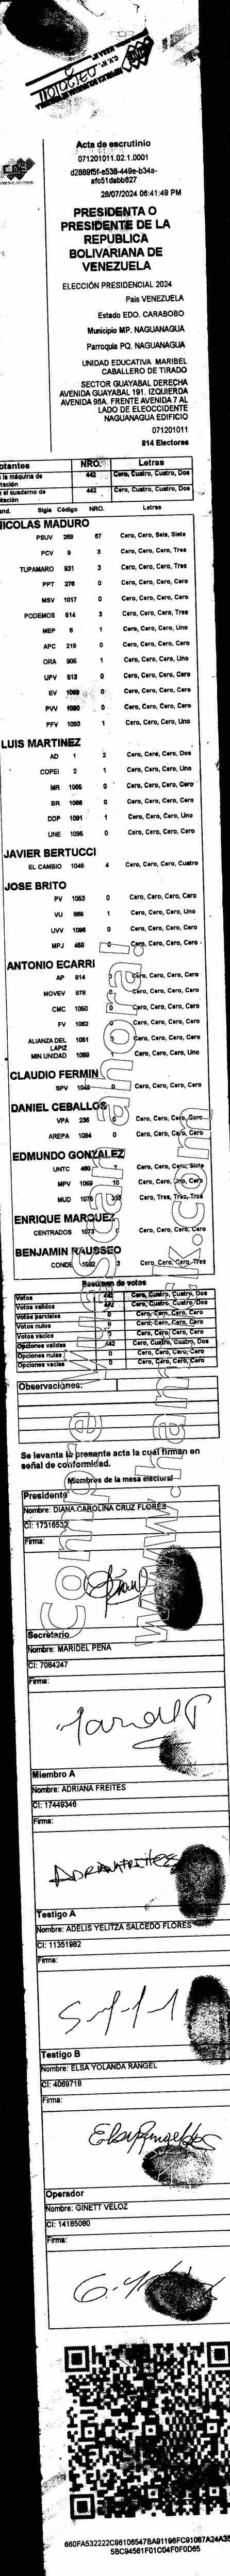 CNE
Acta de escrutinio
071201011.02.1.0001
d2889f5f-e538-449e-b34a-
afc51dabb827
28/07/2024 06:41:49 PM
PRESIDENTA O
PRESIDENTE DE LA
REPUBLICA
BOLIVARIANA DE
VENEZUELA
ELECCIÓN PRESIDENCIAL 2024
Pais VENEZUELA
Estado EDO. CARABOBO
Municipio MP. NAGUANAGUA
Parroquia PQ. NAGUANAGUA
UNIDAD EDUCATIVA MARIBEL
CABALLERO DE TIRADO
SECTOR GUAYABAL DERECHA
AVENIDA GUAYABAL 191. IZQUIERDA
AVENIDA 98A. FRENTE AVENIDA 7 AL
LADO DE ELEOCCIDENTE
NAGUANAGUA EDIFICIO
071201011
814 Electores
otantes NRO. Letras
la máquina de 442 Cero, Cuatro, Cuatro, Dos
tación
el cuaderno de 442 Cero, Cuatro, Cuatro, Dos
tación
and. Sigla Código NRO. Letras
NICOLAS MADURO
PSUV 269 67 Cero, Cero, Seis, Siete
PCV 9 3 Cero, Cero, Cero, Tres
TUPAMARO 931 3 Cero, Cero, Cero, Tres
PPT 276 0 Cero, Cero, Cero, Cero
MSV 1017 0 Cero, Cero, Cero, Cero
PODEMOS 614 3 Cero, Cero, Cero, Tres
MEP 6 1 Cero, Cero, Cero, Uno
APC 219 0 Cero, Cero, Cero, Cero
ORA 906 1 Cero, Cero, Cero, Uno
UPV 513 0 Cero, Cero, Cero, Cero
EV 1089 0 Cero, Cero, Cero, Cero
PVV 1090 0 Cero, Cero, Cero, Cero
PFV 1093 1 Cero, Cero, Cero, Uno
LUIS MARTINEZ
AD 1 2 Cero, Cero, Cero, Dos
COPEI 2 1 Cero, Cero, Cero, Uno
MR 1065 0 Cero, Cero, Cero, Cero
BR 1088 0 Cero, Cero, Cero, Cero
DDP 1091 1 Cero, Cero, Cero, Uno
UNE 1095 0 Cero, Cero, Cero, Cero
JAVIER BERTUCCI
EL CAMBIO 1048 4 Cero, Cero, Cero, Cuatro
JOSE BRITO
PV 1053 0 Cero, Cero, Cero, Cero
VU 869 1 Cero, Cero, Cero, Uno
UVV 1096 0 Cero, Cero, Cero, Cero
MPJ 458 0 Cero, Cero, Cero, Cero
ANTONIO ECARRI
AP 914 0 Cero, Cero, Cero, Cero
MOVEV 978 0 Cero, Cero, Cero, Cero
CMC 1050 0 Cero, Cero, Cero, Cero
FV 1082 0 Cero, Cero, Cero, Cero
ALIANZA DEL 1051 0 Cero, Cero, Cero, Cero
LAPIZ
MIN UNIDAD 1069 1 Cero, Cero, Cero, Uno
CLAUDIO FERMIN
SPV 0 Cero, Cero, Cero, Cero
DANIEL CEBALLOS
VPA 236 0 Cero, Cero, Cero, Cero
AREPA 1094 0 Cero, Cero, Cero, Cero
EDMUNDO GONZALEZ
UNTC 7 Cero, Cero, Cero, Siete
MPV 10 Cero, Cero, Uno, Cero
MUD Cero, Tres, Tres, Tres
ENRIQUE MARQUEZ
CENTRADOS 1073 0 Cero, Cero, Cero, Cero
BENJAMIN RAUSSEO
CONDE 3 Cero, Cero, Cero, Tres
Resumen de votos
Votos 442 Cero, Cuatro, Cuatro, Dos
Votos validos 442 Cero, Cuatro, Cuatro, Dos
Votos parciales 0 Cero, Cero, Cero, Cero
Votos nulos 0 Cero, Cero, Cero, Cero
Votos vacios 0 Cero, Cero, Cero, Cero
Opciones validas 442 Cero, Cuatro, Cuatro, Dos
Opciones nulas 0 Cero, Cero, Cero, Cero
Opciones vacias 0 Cero, Cero, Cero, Cero
Observaciones:
Se levanta la presente acta la cual firman en
señal de conformidad.
Miembros de la mesa electoral
Presidente
Nombre: DIANA CAROLINA CRUZ FLORES
CI: 17316532
Firma:
Secretario
Nombre: MARIDEL PENA
CI: 7084247
Firma:
Miembro A
Nombre: ADRIANA FREITES
CI: 17449346
Firma:
Testigo A
Nombre: ADELIS YELITZA SALCEDO FLORES
CI: 11351982
Firma:
Testigo B
Nombre: ELSA YOLANDA RANGEL
CI: 4069718
Firma:
Operador
Nombre: GINETT VELOZ
CI: 14185080
Firma: